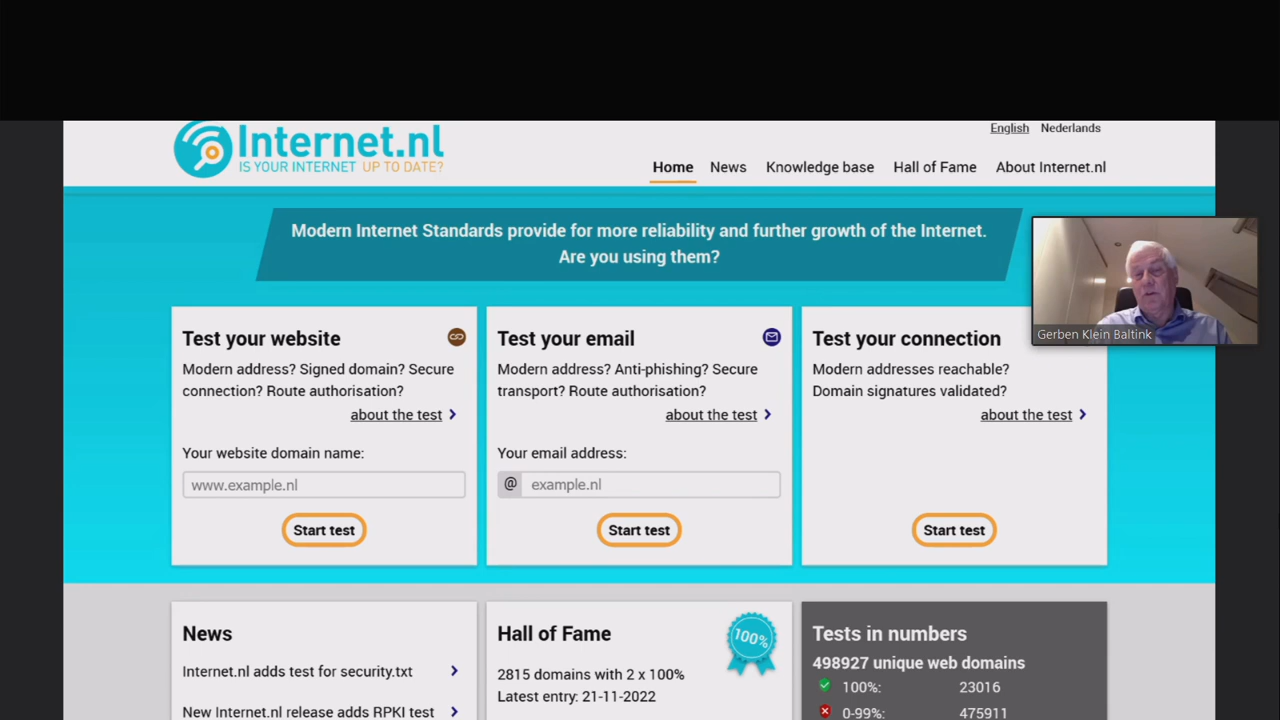 Internet.nl
IS YOUR INTERNET UP TO DATE?
English Nederlands
Home News Knowledge base Hall of Fame About Internet.nl
Modern Internet Standards provide for more reliability and further growth of the Internet.
Are you using them?
Gerben Klein Baltink
Test your website
Modern address? Signed domain? Secure
connection? Route authorisation?
about the test
Your website domain name:
www.example.nl
Start test
Test your email
Modern address? Anti-phishing? Secure
transport? Route authorisation?
about the test
Your email address:
@ example.nl
Start test
Test your connection
Modern addresses reachable?
Domain signatures validated?
about the test
Start test
News
Internet.nl adds test for security.txt
New Internet.nl release adds RPKI test
Hall of Fame
100%
2815 domains with 2 x 100%
Latest entry: 21-11-2022
Tests in numbers
498927 unique web domains
100%: 23016
0-99%: 475911